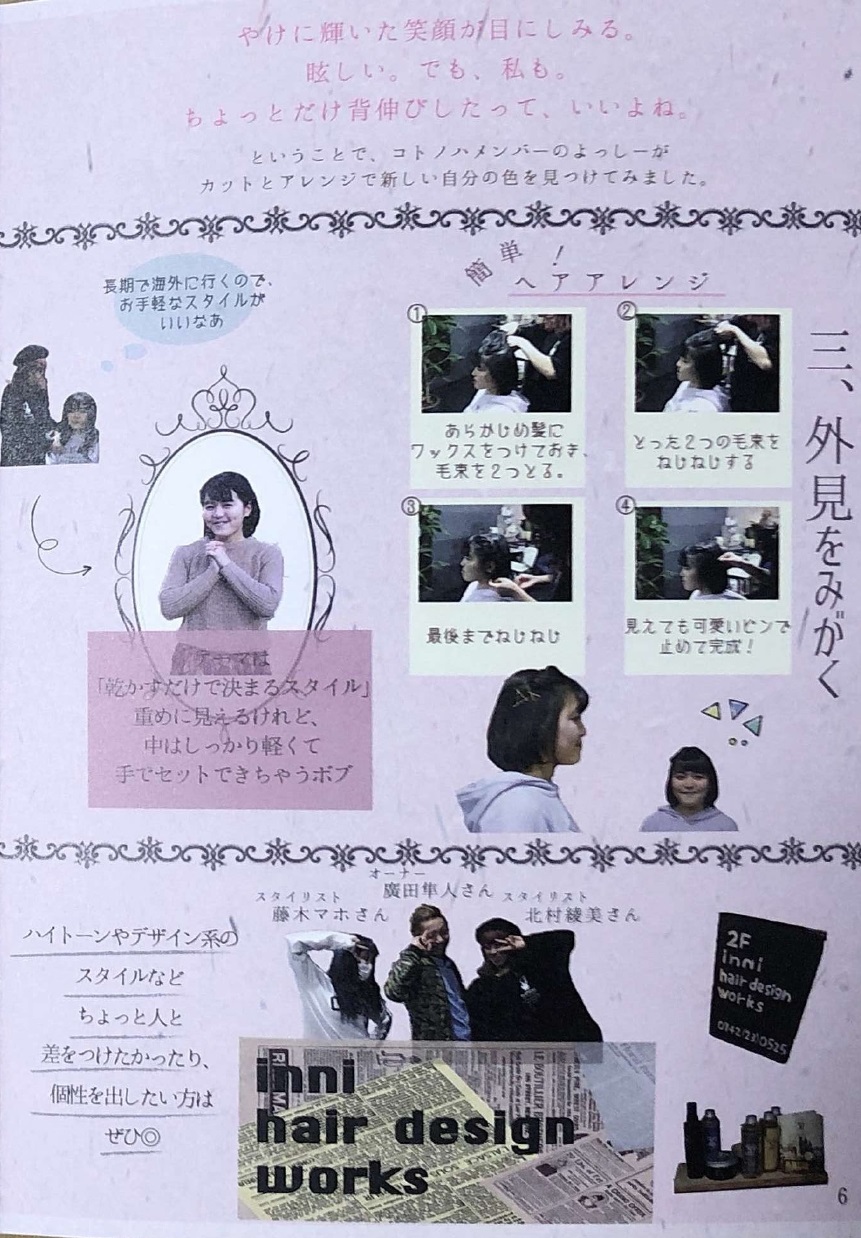 やけに輝いた笑顔が目にしみる。
眩しい。でも、私も。
ちょっとだけ背伸びしたって、いいよね。
ということで、コトノハメンバーのよっしーが
カットとアレンジで新しい自分の色を見つけてみました。
三、外見をみがく
長期で海外に行くので、
お手軽なスタイルが
いいなあ
「乾かすだけで決まるスタイル」
重めに見えるけれど、
中はしっかり軽くて
手でセットできちゃうボブ
簡単！
ヘアアレンジ
①
あらかじめ髪に
ワックスをつけておき、
毛束を2つとる。
②
とった2つの毛束を
ねじねじする
③
最後までねじねじ
④
見えても可愛いピンで
止めて完成！
ハイトーンやデザイン系の
スタイルなど
ちょっと人と
差をつけたかったり、
個性を出したい方は
ぜひ◎
スタイリスト
藤木マホさん
オーナー
廣田隼人さん
スタイリスト
北村綾美さん
inni
hair design
works
2F
inni
hair design
works
0742/23/0525
6